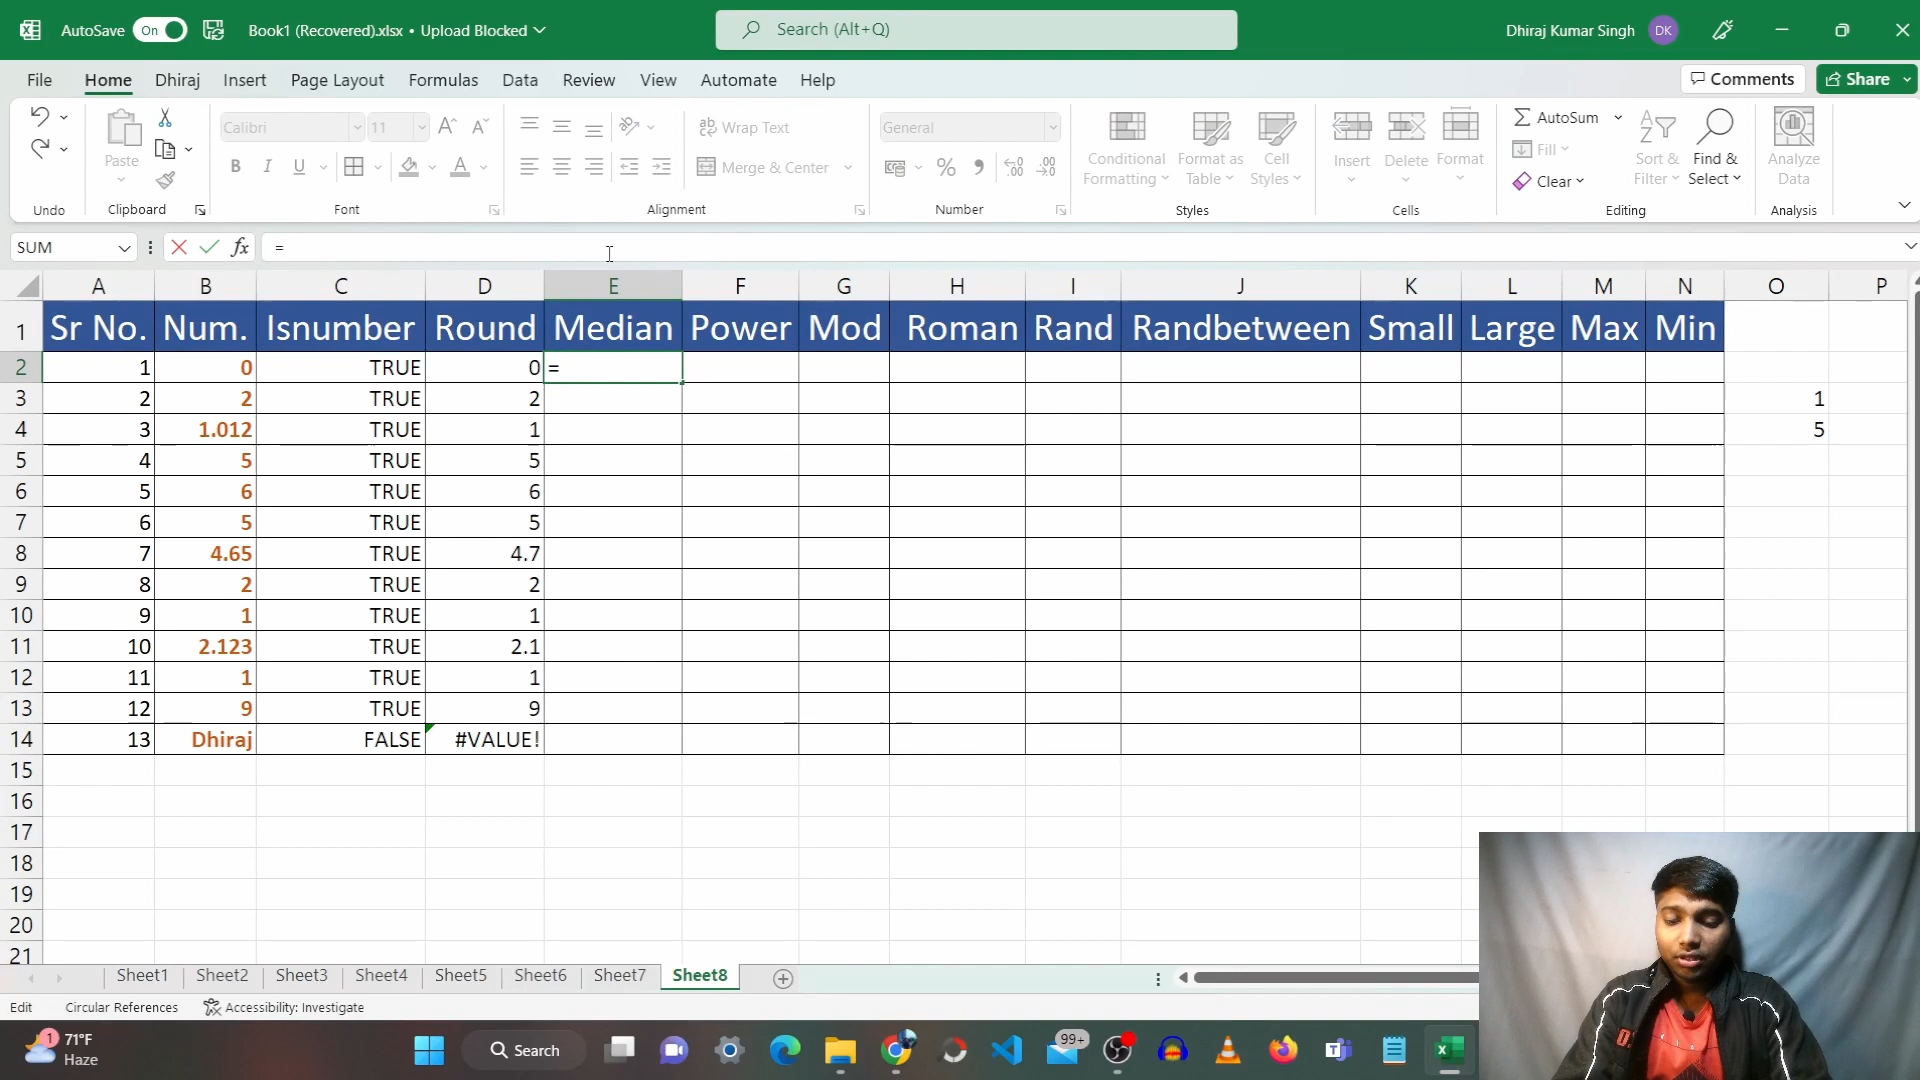 AutoSave On Book1 (Recovered).xlsx • Upload Blocked Search (Alt+Q) Dhiraj Kumar Singh DK
File Home Dhiraj Insert Page Layout Formulas Data Review View Automate Help Comments Share
Paste Calibri 11 B I U Wrap Text Merge & Center General
Conditional Formatting Format as Table Cell Styles Insert Delete Format
AutoSum Fill Clear Sort & Filter Find & Select Analyze Data
Undo Clipboard Font Alignment Number Styles Cells Editing Analysis
SUM fx =
A B C D E F G H I J K L M N O P
1 Sr No. Num. Isnumber Round Median Power Mod Roman Rand Randbetween Small Large Max Min
2 1 0 TRUE 0 =
3 2 2 TRUE 2 1
4 3 1.012 TRUE 1 5
5 4 5 TRUE 5
6 5 6 TRUE 6
7 6 5 TRUE 5
8 7 4.65 TRUE 4.7
9 8 2 TRUE 2
10 9 1 TRUE 1
11 10 2.123 TRUE 2.1
12 11 1 TRUE 1
13 12 9 TRUE 9
14 13 Dhiraj FALSE #VALUE!
15
16
17
18
19
20
21
Sheet1 Sheet2 Sheet3 Sheet4 Sheet5 Sheet6 Sheet7 Sheet8
Edit Circular References Accessibility: Investigate
1 71°F Search 99+
Haze